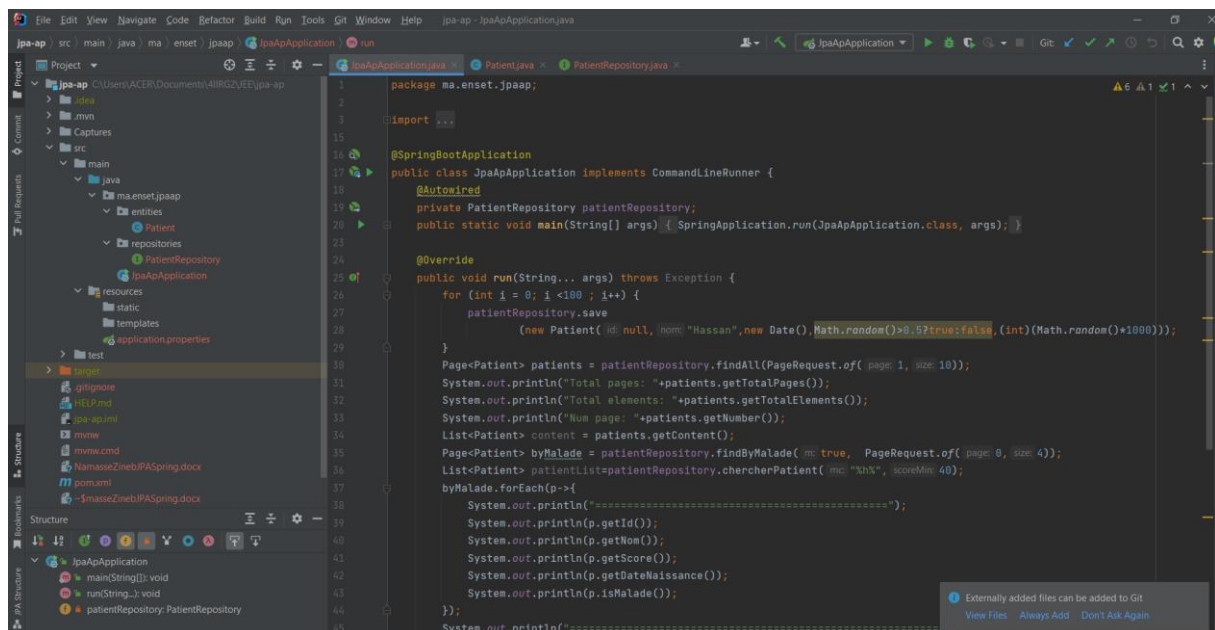 File Edit View Navigate Code Refactor Build Run Tools Git Window Help jpa-ap - JpaApApplication.java
jpa-ap src main java ma enset jpaap JpaApApplication run JpaApApplication Git:
Project
JpaApApplication.java Patient.java PatientRepository.java
Project
Commit
Pull Requests
Structure
Bookmarks
JPA Structure
jpa-ap C:\Users\ACER\Documents\4IIRG2\JEE\jpa-ap
.idea
.mvn
Captures
src
main
java
ma.enset.jpaap
entities
Patient
repositories
PatientRepository
JpaApApplication
resources
static
templates
application.properties
test
target
.gitignore
HELP.md
jpa-ap.iml
mvnw
mvnw.cmd
NamasseZinebJPASpring.docx
pom.xml
~$masseZinebJPASpring.docx
Structure
JpaApApplication
main(String[]): void
run(String...): void
patientRepository: PatientRepository
6 1 1
1 package ma.enset.jpaap;
2
3 import ...
15
16 @SpringBootApplication
17 public class JpaApApplication implements CommandLineRunner {
18 @Autowired
19 private PatientRepository patientRepository;
20 public static void main(String[] args) { SpringApplication.run(JpaApApplication.class, args); }
23
24 @Override
25 public void run(String... args) throws Exception {
26 for (int i = 0; i <100 ; i++) {
27 patientRepository.save
28 (new Patient( id: null, nom: "Hassan",new Date(),Math.random()>0.5?true:false,(int)(Math.random()*1000)));
29 }
30 Page<Patient> patients = patientRepository.findAll(PageRequest.of( page: 1, size: 10));
31 System.out.println("Total pages: "+patients.getTotalPages());
32 System.out.println("Total elements: "+patients.getTotalElements());
33 System.out.println("Num page: "+patients.getNumber());
34 List<Patient> content = patients.getContent();
35 Page<Patient> byMalade = patientRepository.findByMalade( m: true, PageRequest.of( page: 0, size: 4));
36 List<Patient> patientList=patientRepository.chercherPatient( mc: "%h%", scoreMin: 40);
37 byMalade.forEach(p->{
38 System.out.println("==============================================");
39 System.out.println(p.getId());
40 System.out.println(p.getNom());
41 System.out.println(p.getScore());
42 System.out.println(p.getDateNaissance());
43 System.out.println(p.isMalade());
44 });
45
Externally added files can be added to Git
View Files Always Add Don't Ask Again